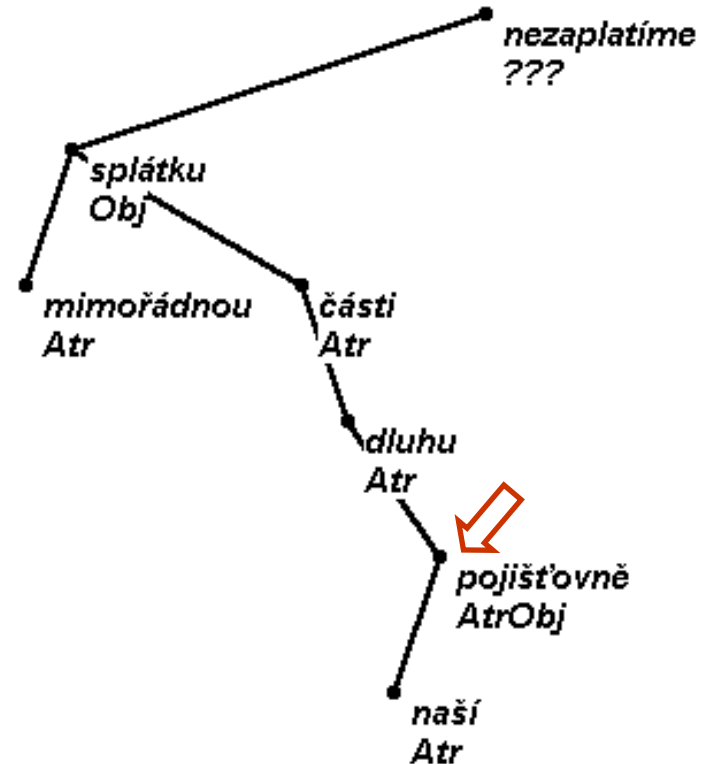 nezaplatíme
???
splátku
Obj
mimořádnou
Atr
části
Atr
dluhu
Atr
pojišťovně
AtrObj
naší
Atr